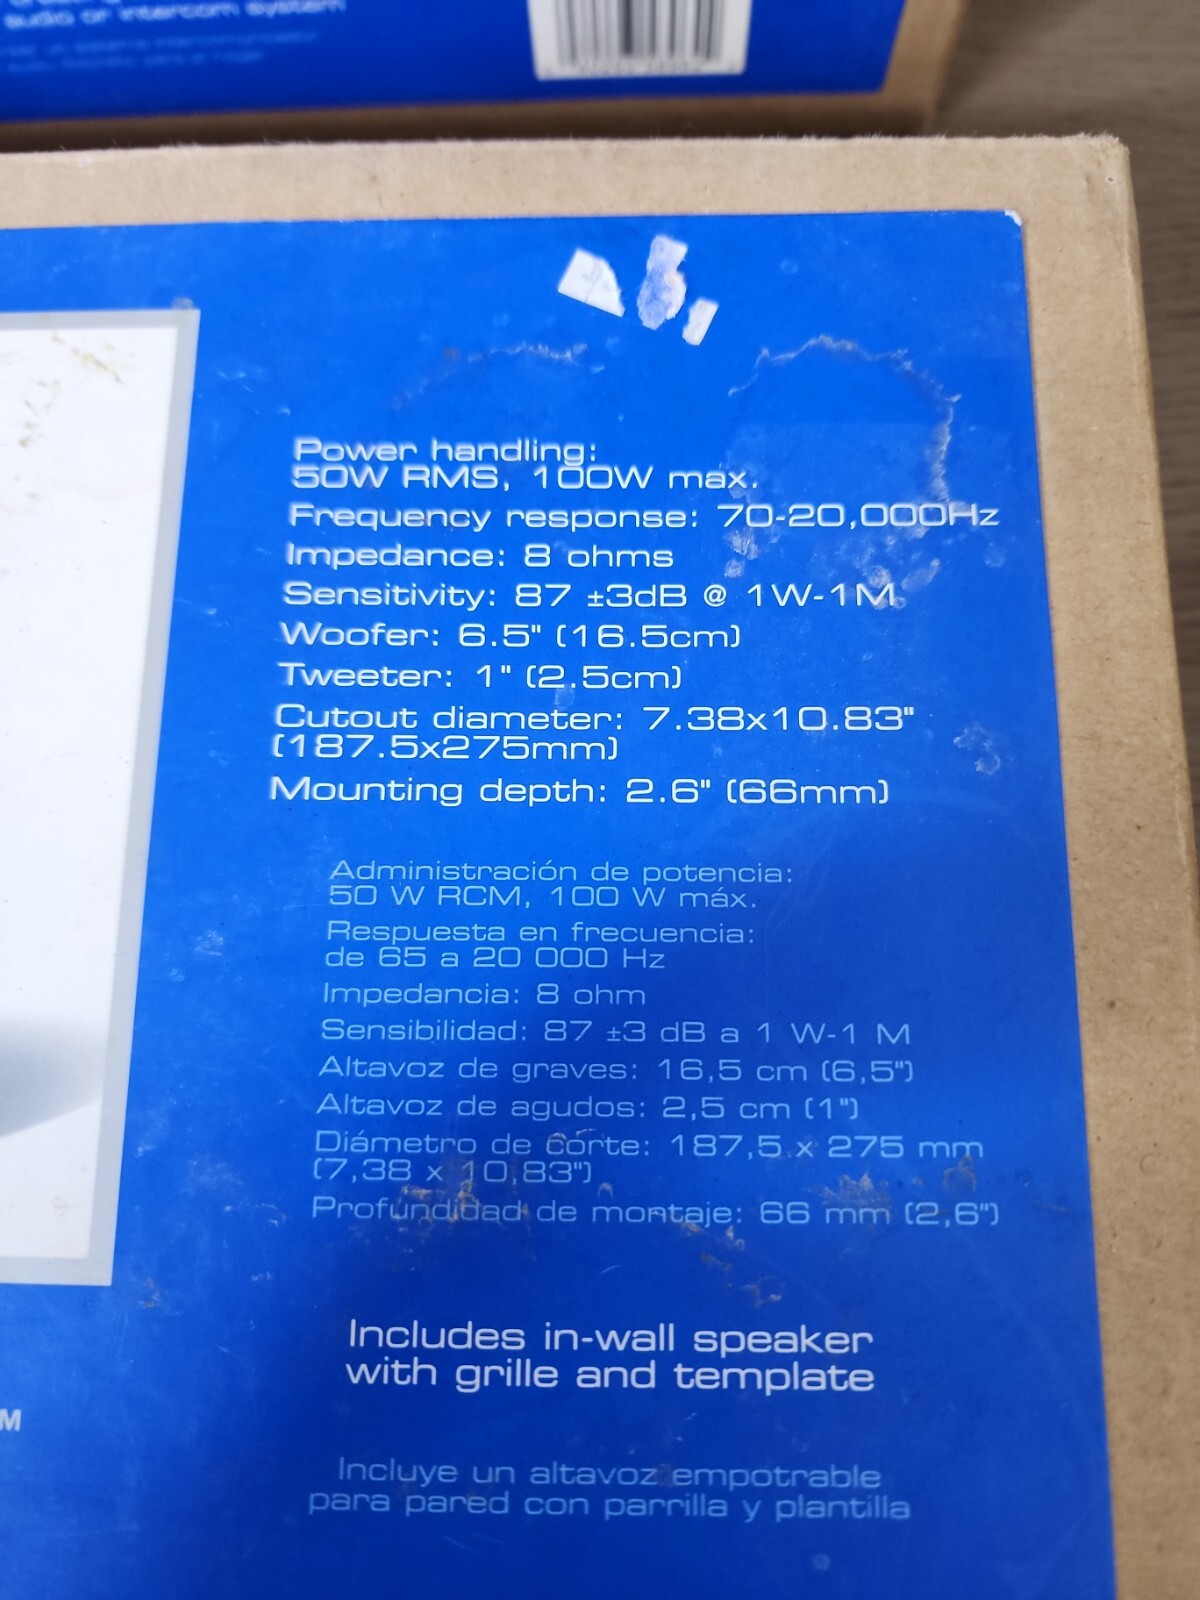 audio or intercom system
Power handling:
50W RMS, 100W max.
Frequency response: 70-20,000Hz
Impedance: 8 ohms
Sensitivity: 87 ±3dB @ 1W-1M
Woofer: 6.5" (16.5cm)
Tweeter: 1" (2.5cm)
Cutout diameter: 7.38x10.83"
(187.5x275mm)
Mounting depth: 2.6" (66mm)
Administración de potencia:
50 W RCM, 100 W máx.
Respuesta en frecuencia:
de 65 a 20 000 Hz
Impedancia: 8 ohm
Sensibilidad: 87 ±3 dB a 1 W-1 M
Altavoz de graves: 16,5 cm (6,5")
Altavoz de agudos: 2,5 cm (1")
Diámetro de corte: 187,5 x 275 mm
(7,38 x 10,83")
Profundidad de montaje: 66 mm (2,6")
Includes in-wall speaker
with grille and template
M
Incluye un altavoz empotrable
para pared con parrilla y plantilla